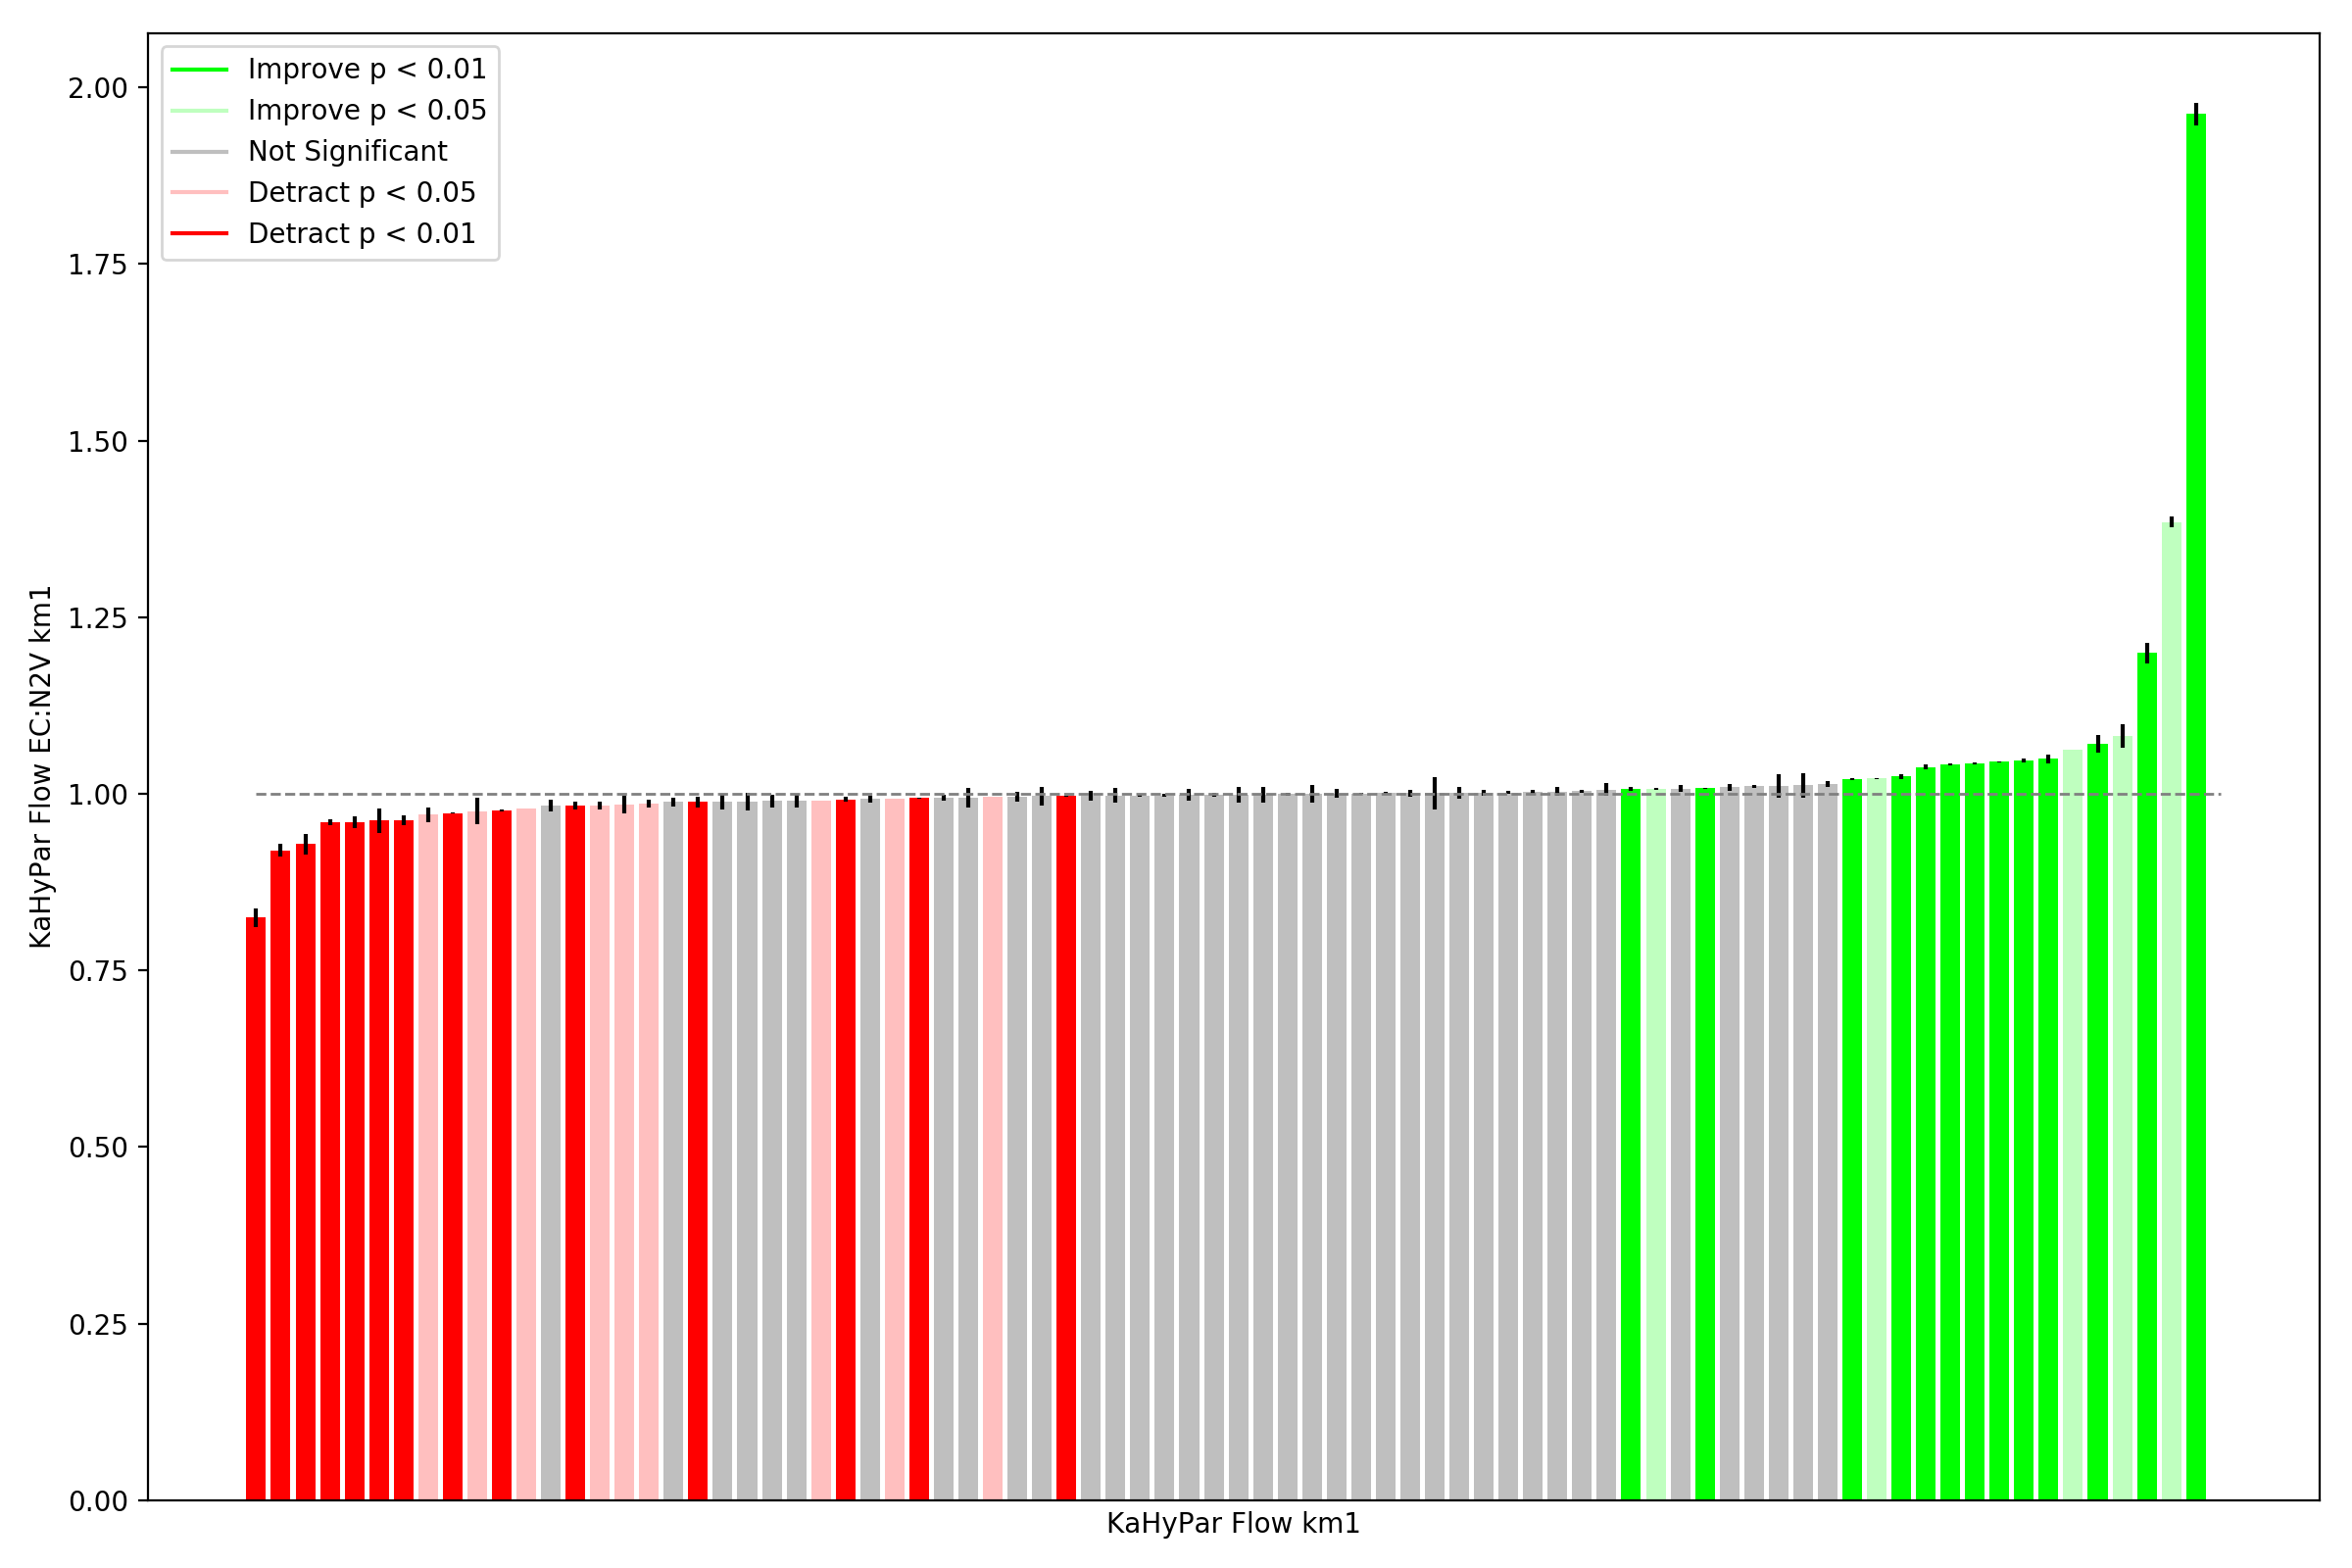 Improve p < 0.01
Improve p < 0.05
Not Significant
Detract p < 0.05
Detract p < 0.01
2.00
1.75
1.50
1.25
1.00
0.75
0.50
0.25
0.00
KaHyPar Flow EC:N2V km1
KaHyPar Flow km1